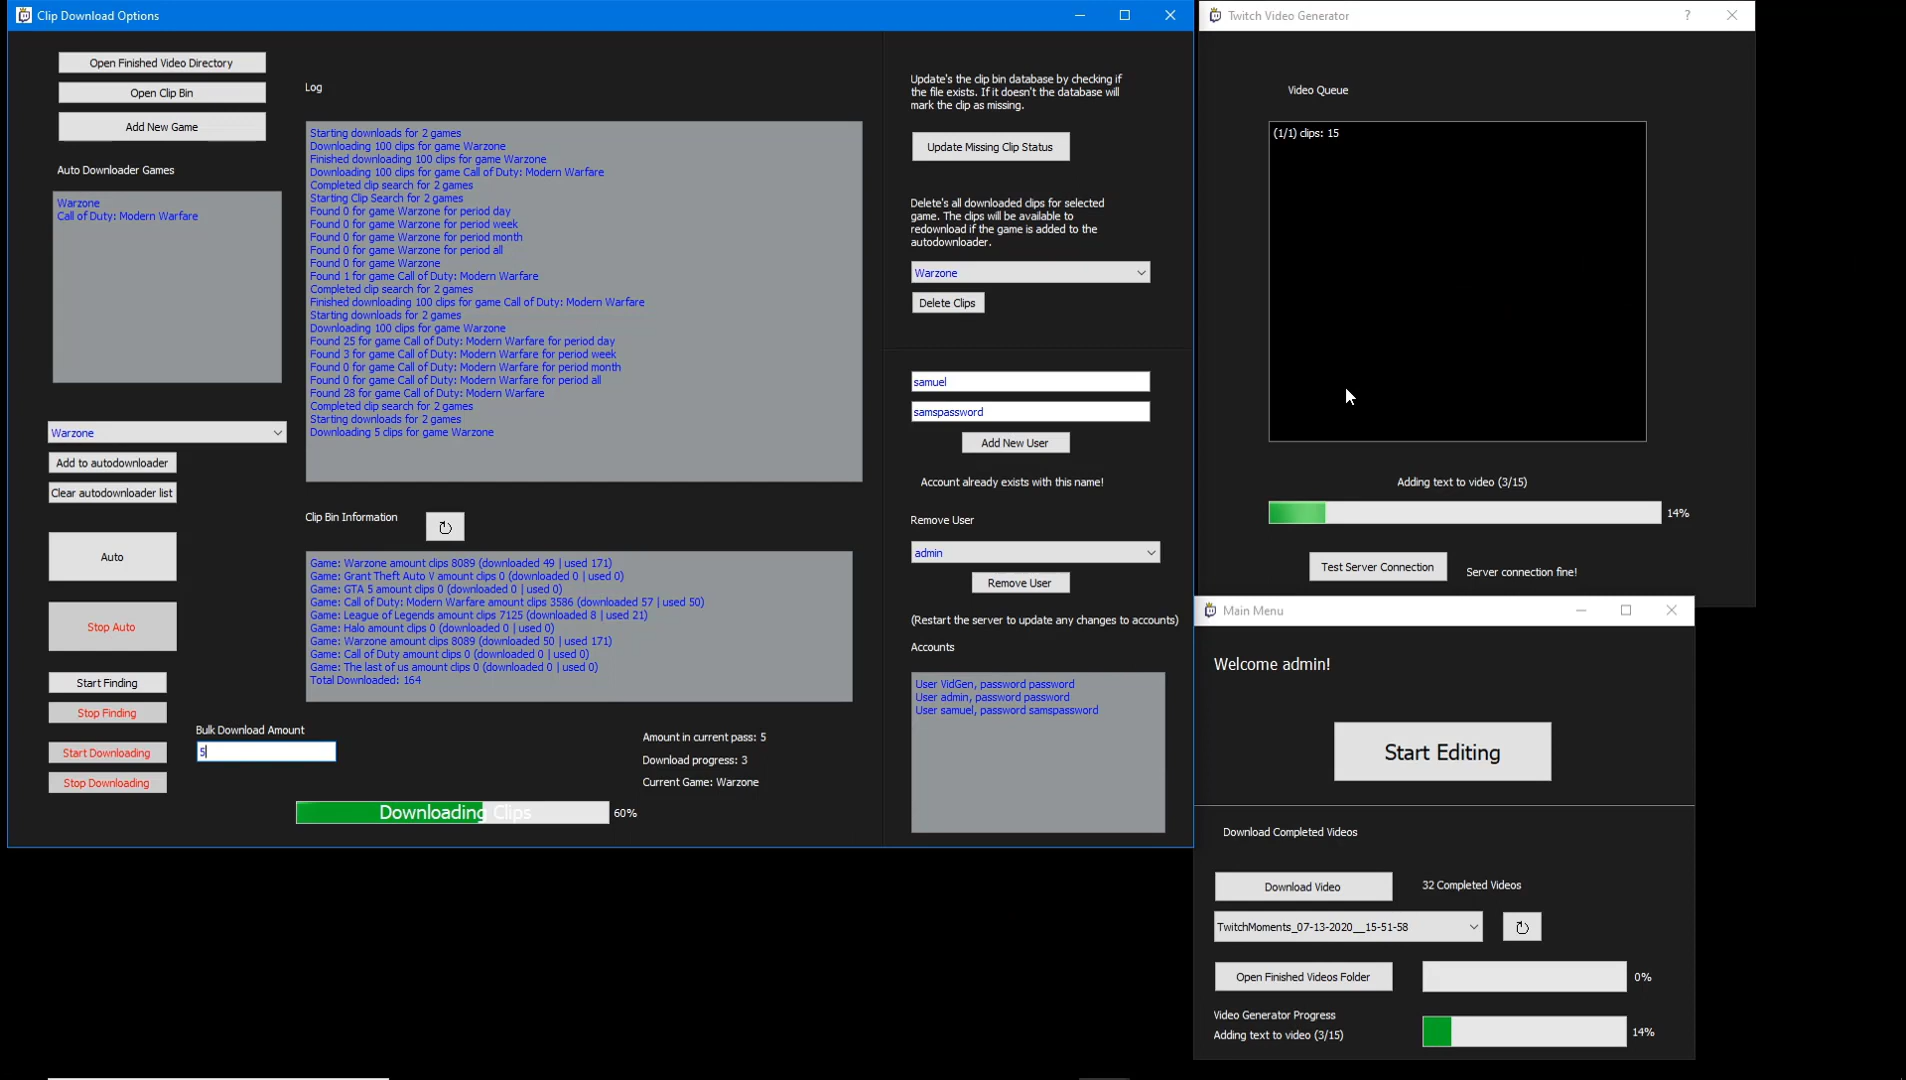 Clip Download Options
Open Finished Video Directory
Open Clip Bin
Add New Game
Auto Downloader Games
Warzone
Call of Duty: Modern Warfare
Warzone
Add to autodownloader
Clear autodownloader list
Auto
Stop Auto
Start Finding
Stop Finding
Start Downloading
Stop Downloading
Bulk Download Amount
5
Log
Starting downloads for 2 games
Downloading 100 clips for game Warzone
Finished downloading 100 clips for game Warzone
Downloading 100 clips for game Call of Duty: Modern Warfare
Completed clip search for 2 games
Starting Clip Search for 2 games
Found 0 for game Warzone for period day
Found 0 for game Warzone for period week
Found 0 for game Warzone for period month
Found 0 for game Warzone for period all
Found 0 for game Warzone
Found 1 for game Call of Duty: Modern Warfare
Completed clip search for 2 games
Finished downloading 100 clips for game Call of Duty: Modern Warfare
Starting downloads for 2 games
Downloading 100 clips for game Warzone
Found 25 for game Call of Duty: Modern Warfare for period day
Found 3 for game Call of Duty: Modern Warfare for period week
Found 0 for game Call of Duty: Modern Warfare for period month
Found 0 for game Call of Duty: Modern Warfare for period all
Found 28 for game Call of Duty: Modern Warfare
Completed clip search for 2 games
Starting downloads for 2 games
Downloading 5 clips for game Warzone
Clip Bin Information
Game: Warzone amount clips 8089 (downloaded 49 | used 171)
Game: Grant Theft Auto V amount clips 0 (downloaded 0 | used 0)
Game: GTA 5 amount clips 0 (downloaded 0 | used 0)
Game: Call of Duty: Modern Warfare amount clips 3586 (downloaded 57 | used 50)
Game: League of Legends amount clips 7125 (downloaded 8 | used 21)
Game: Halo amount clips 0 (downloaded 0 | used 0)
Game: Warzone amount clips 8089 (downloaded 50 | used 171)
Game: Call of Duty amount clips 0 (downloaded 0 | used 0)
Game: The last of us amount clips 0 (downloaded 0 | used 0)
Total Downloaded: 164
Amount in current pass: 5
Download progress: 3
Current Game: Warzone
Downloading Clips
60%
Update's the clip bin database by checking if
the file exists. If it doesn't the database will
mark the clip as missing.
Update Missing Clip Status
Delete's all downloaded clips for selected
game. The clips will be available to
redownload if the game is added to the
autodownloader.
Warzone
Delete Clips
samuel
samspassword
Add New User
Account already exists with this name!
Remove User
admin
Remove User
(Restart the server to update any changes to accounts)
Accounts
User VidGen, password password
User admin, password password
User samuel, password samspassword
Twitch Video Generator
?
Video Queue
(1/1) clips: 15
Adding text to video (3/15)
14%
Test Server Connection
Server connection fine!
Main Menu
Welcome admin!
Start Editing
Download Completed Videos
Download Video
32 Completed Videos
TwitchMoments_07-13-2020__15-51-58
Open Finished Videos Folder
0%
Video Generator Progress
Adding text to video (3/15)
14%